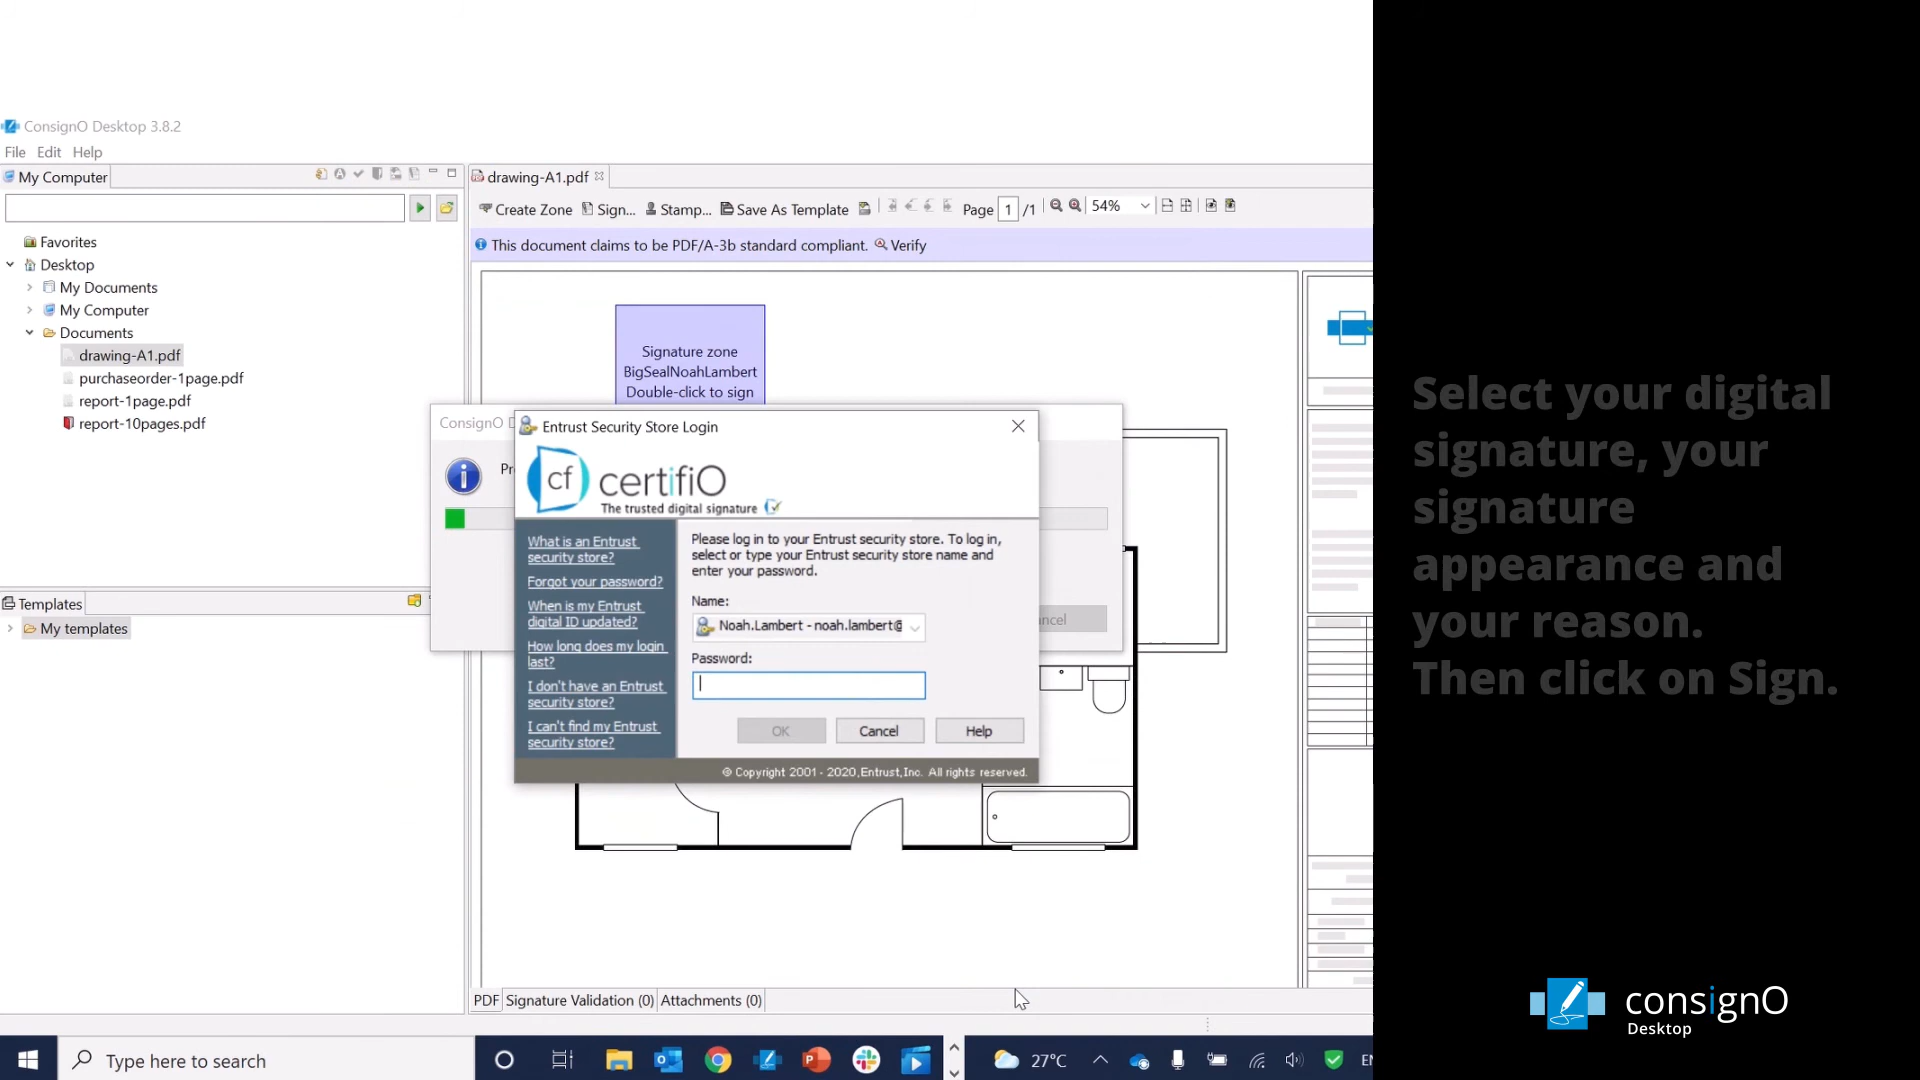 ConsignO Desktop 3.8.2
File Edit Help
My Computer
Favorites
Desktop
My Documents
My Computer
Documents
drawing-A1.pdf
purchaseorder-1page.pdf
report-1page.pdf
report-10pages.pdf
Templates
My templates
drawing-A1.pdf
Create Zone Sign... Stamp... Save As Template Page 1 /1 54%
This document claims to be PDF/A-3b standard compliant. Verify
Signature zone
BigSealNoahLambert
Double-click to sign
ConsignO
Entrust Security Store Login
cf certifiO
The trusted digital signature
What is an Entrust
security store?
Forgot your password?
When is my Entrust
digital ID updated?
How long does my login
last?
I don't have an Entrust
security store?
I can't find my Entrust
security store?
Please log in to your Entrust security store. To log in,
select or type your Entrust security store name and
enter your password.
Name:
Noah.Lambert - noah.lambert@
Password:
OK Cancel Help
© Copyright 2001 - 2020,Entrust,Inc. All rights reserved.
PDF Signature Validation (0) Attachments (0)
Type here to search
27°C
Select your digital
signature, your
signature
appearance and
your reason.
Then click on Sign.
consignO
Desktop